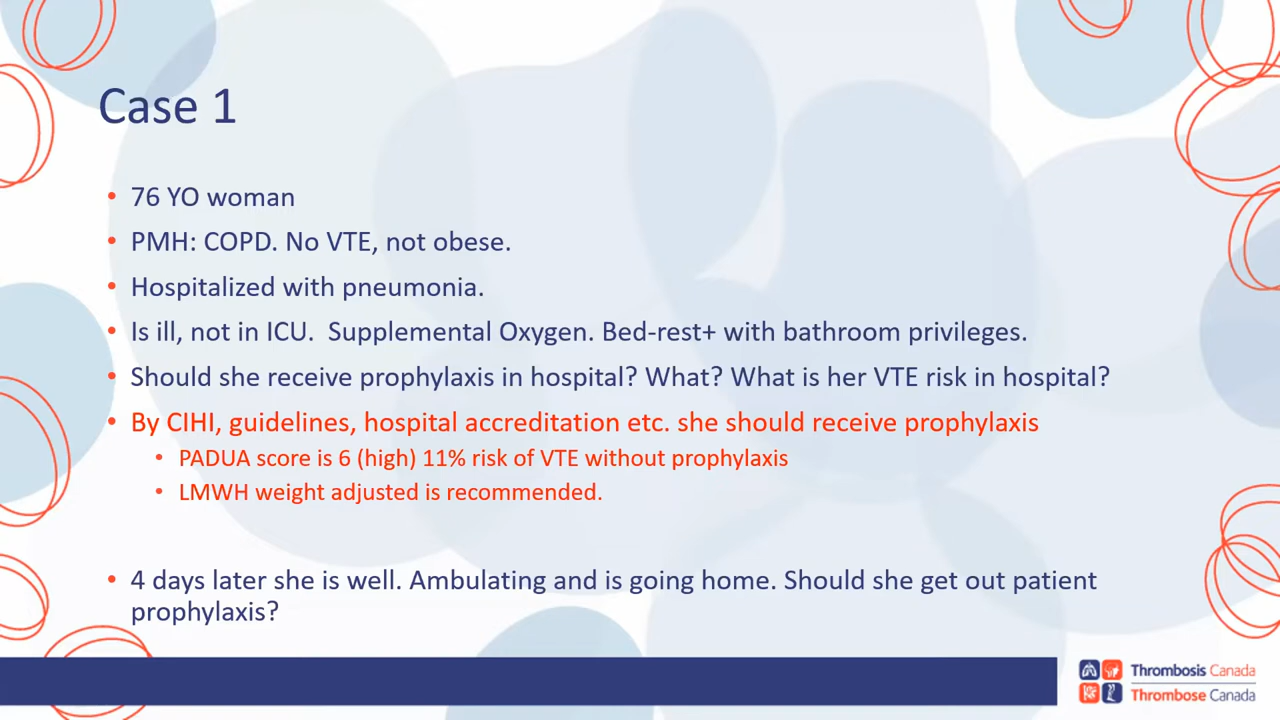 Case 1
• 76 YO woman
• PMH: COPD. No VTE, not obese.
• Hospitalized with pneumonia.
• Is ill, not in ICU.  Supplemental Oxygen. Bed-rest+ with bathroom privileges.
• Should she receive prophylaxis in hospital? What? What is her VTE risk in hospital?
• By CIHI, guidelines, hospital accreditation etc. she should receive prophylaxis
• PADUA score is 6 (high) 11% risk of VTE without prophylaxis
• LMWH weight adjusted is recommended.
• 4 days later she is well. Ambulating and is going home. Should she get out patient
prophylaxis?
Thrombosis Canada
Thrombose Canada